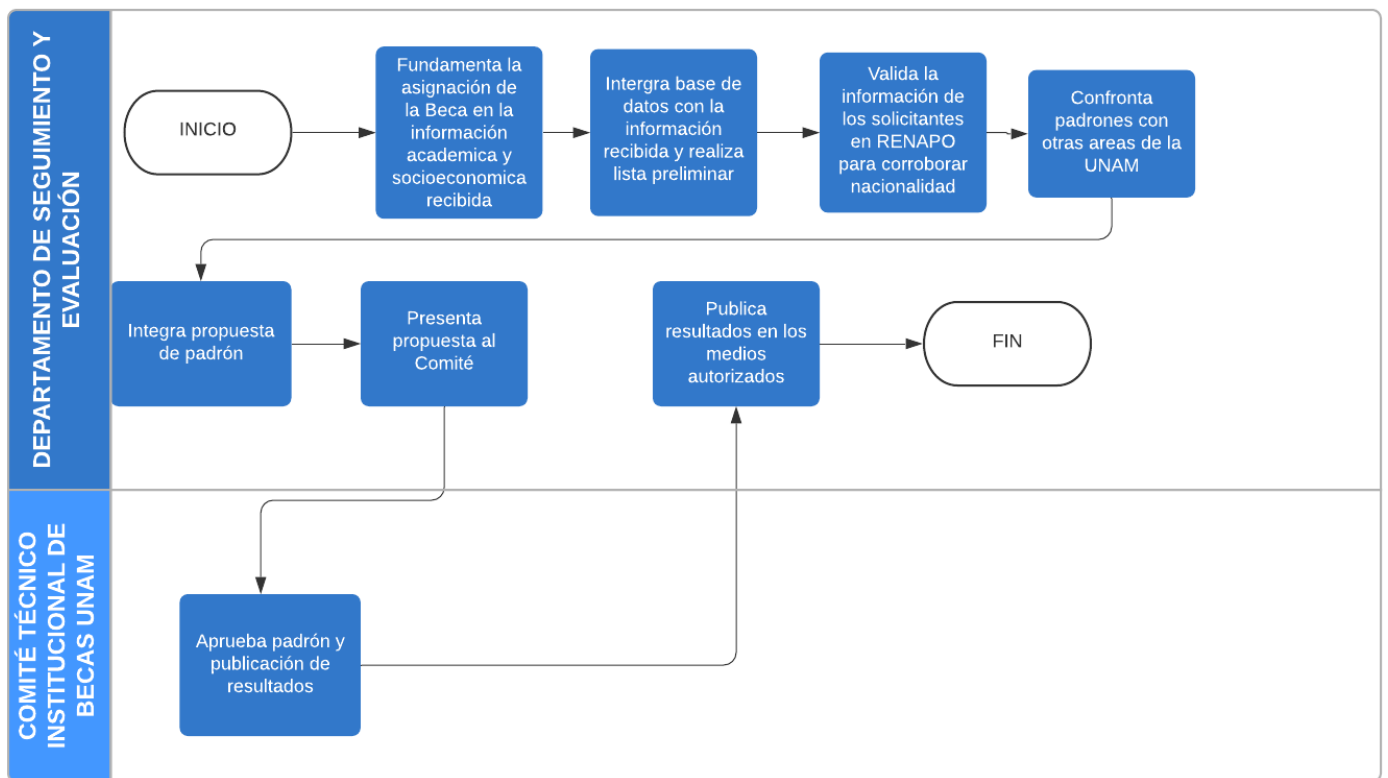 DEPARTAMENTO DE SEGUIMIENTO Y
EVALUACIÓN
INICIO
Fundamenta la
asignación de
la Beca en la
información
academica y
socioeconomica
recibida
Intergra base de
datos con la
información
recibida y realiza
lista preliminar
Valida la
información de
los solicitantes
en RENAPO
para corroborar
nacionalidad
Confronta
padrones con
otras areas de la
UNAM
Integra propuesta
de padrón
Presenta
propuesta al
Comité
Publica
resultados en los
medios
autorizados
FIN
COMITÉ TÉCNICO
INSTITUCIONAL DE
BECAS UNAM
Aprueba padrón y
publicación de
resultados